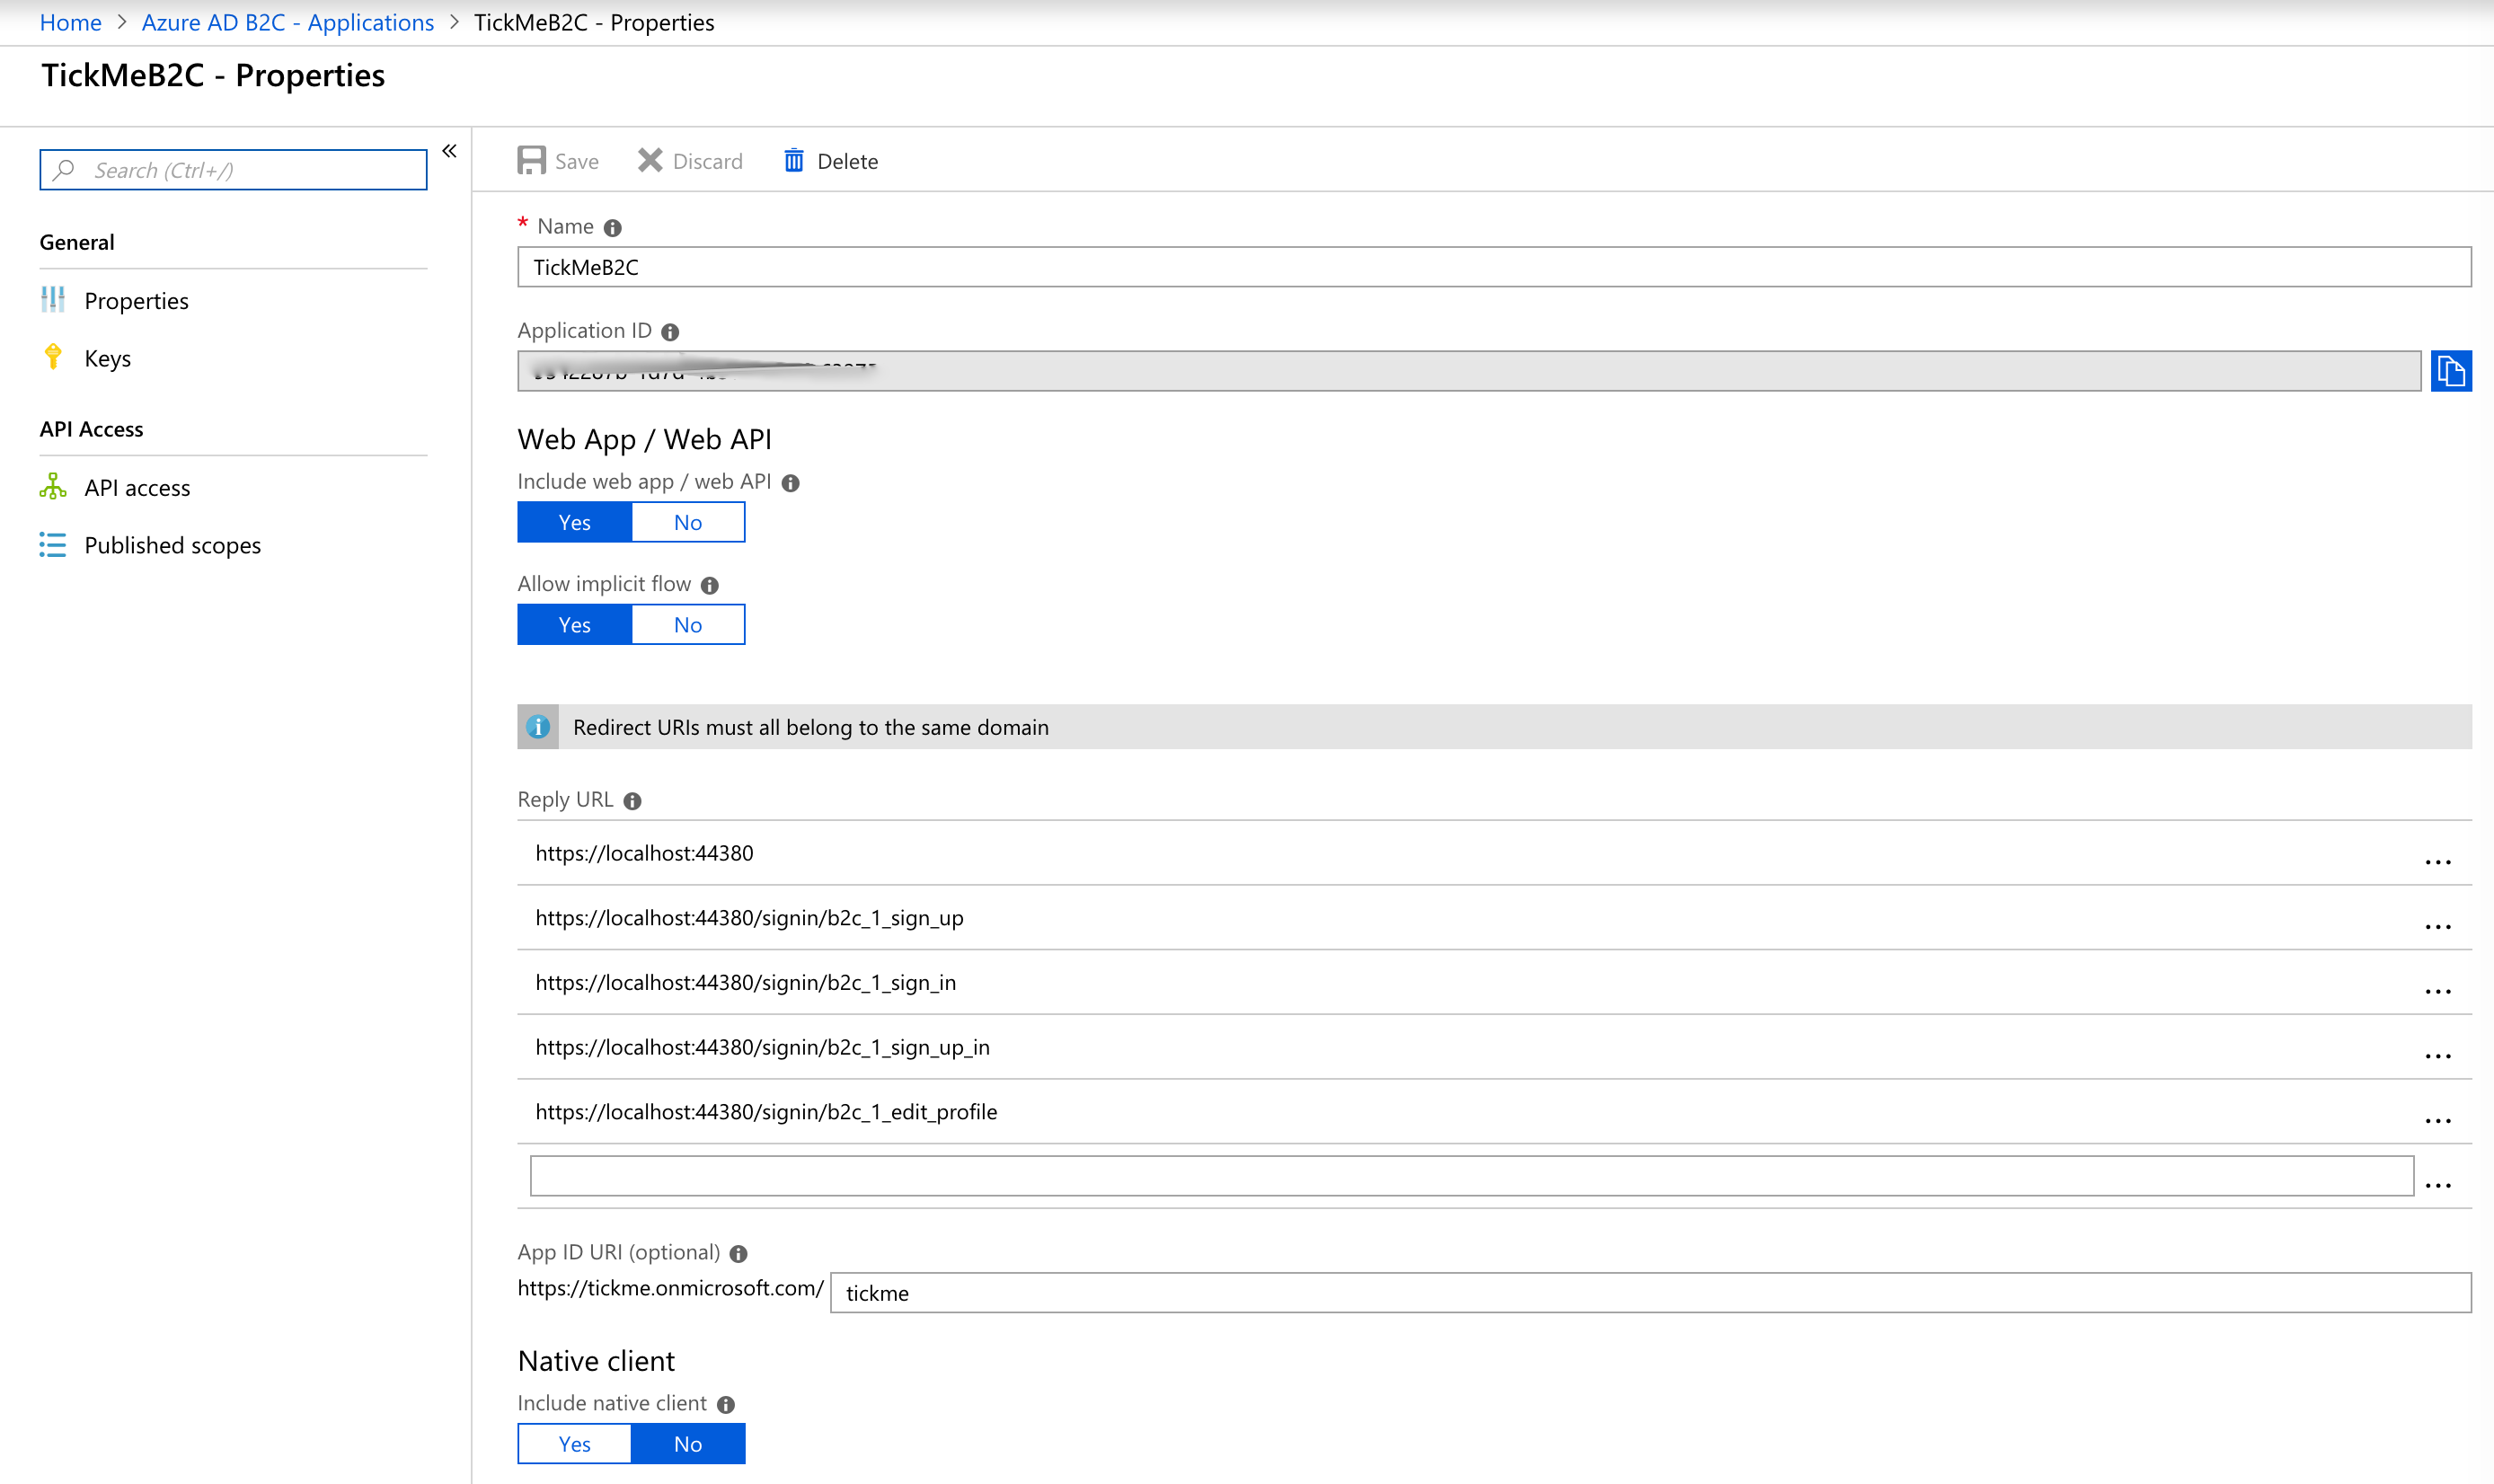 Home > Azure AD B2C - Applications > TickMeB2C - Properties
TickMeB2C - Properties
Search (Ctrl+/)
«
General
Properties
Keys
API Access
API access
Published scopes
Save Discard Delete
* Name
TickMeB2C
Application ID
Web App / Web API
Include web app / web API
Yes No
Allow implicit flow
Yes No
Redirect URIs must all belong to the same domain
Reply URL
https://localhost:44380 ...
https://localhost:44380/signin/b2c_1_sign_up ...
https://localhost:44380/signin/b2c_1_sign_in ...
https://localhost:44380/signin/b2c_1_sign_up_in ...
https://localhost:44380/signin/b2c_1_edit_profile ...
...
App ID URI (optional)
https://tickme.onmicrosoft.com/ tickme
Native client
Include native client
Yes No